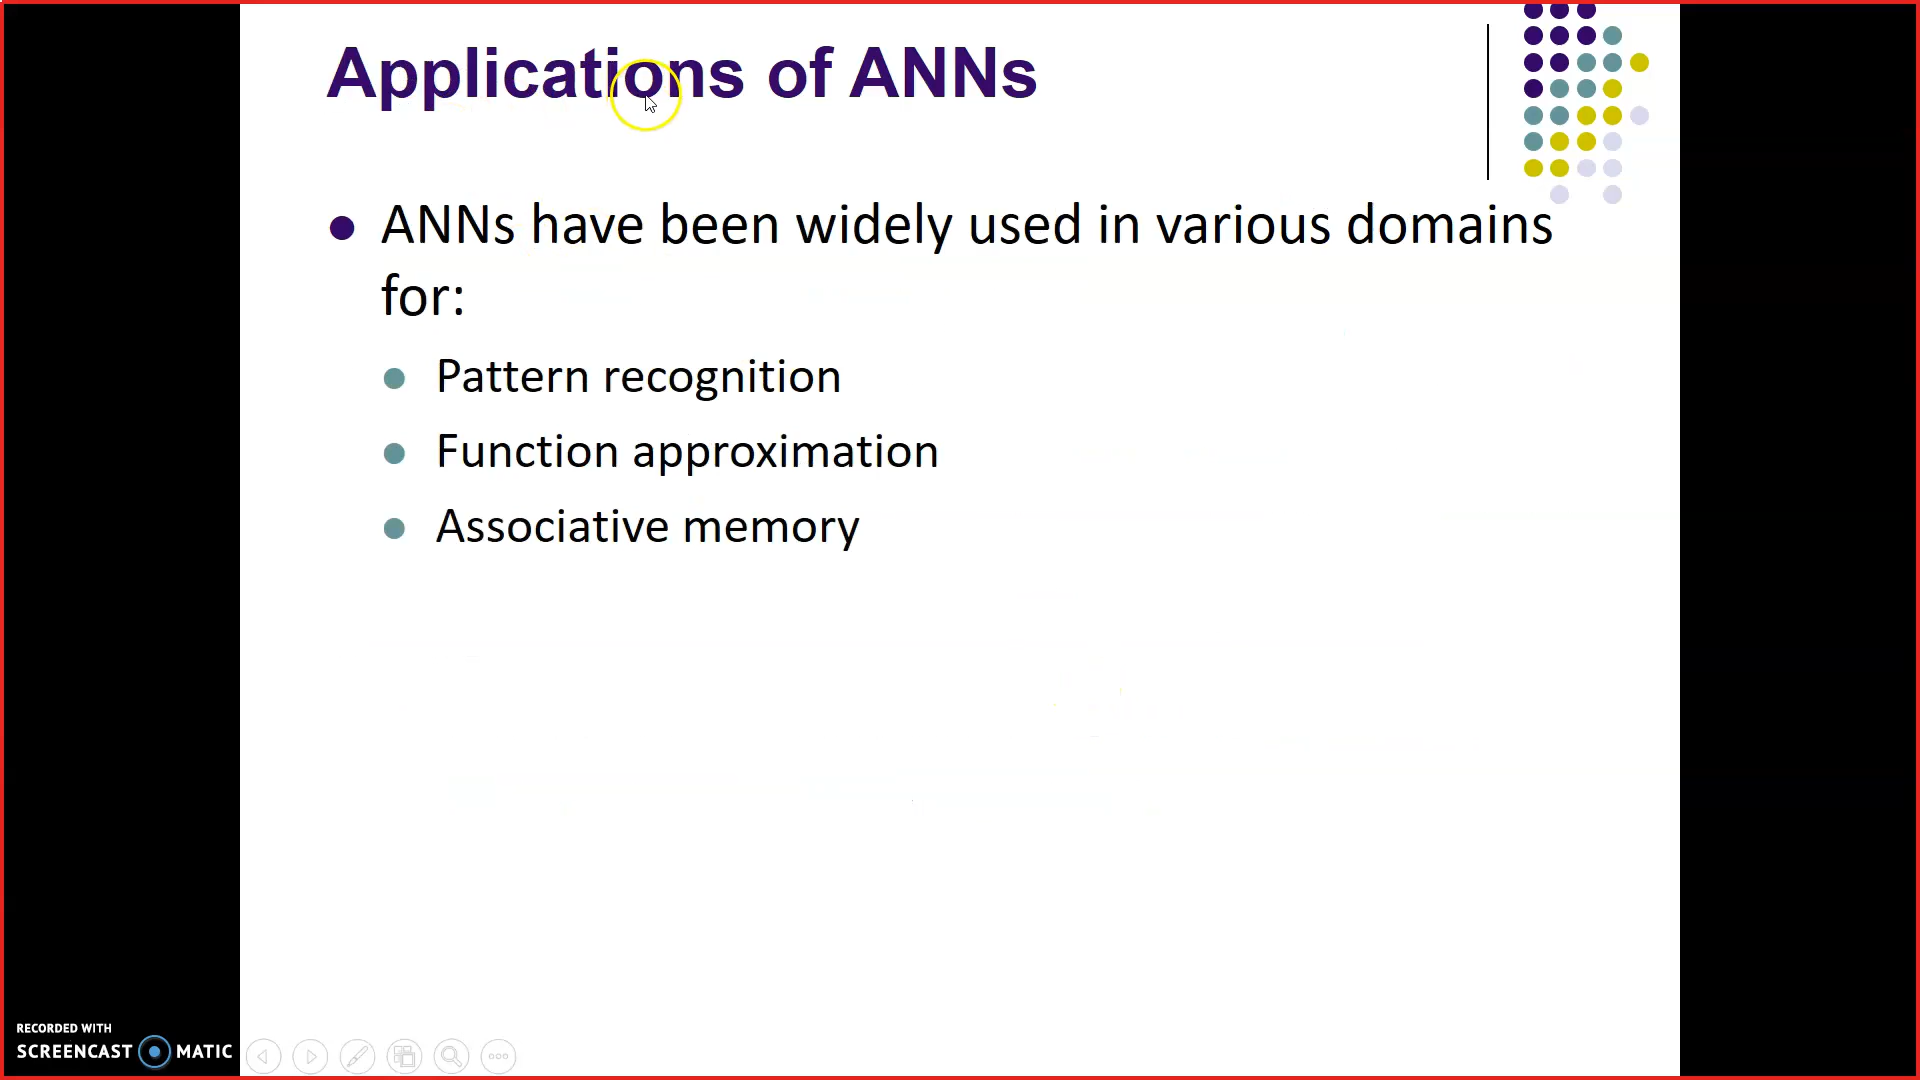 Applications of ANNs
ANNs have been widely used in various domains
for:
Pattern recognition
Function approximation
Associative memory
RECORDED WITH
SCREENCAST MATIC